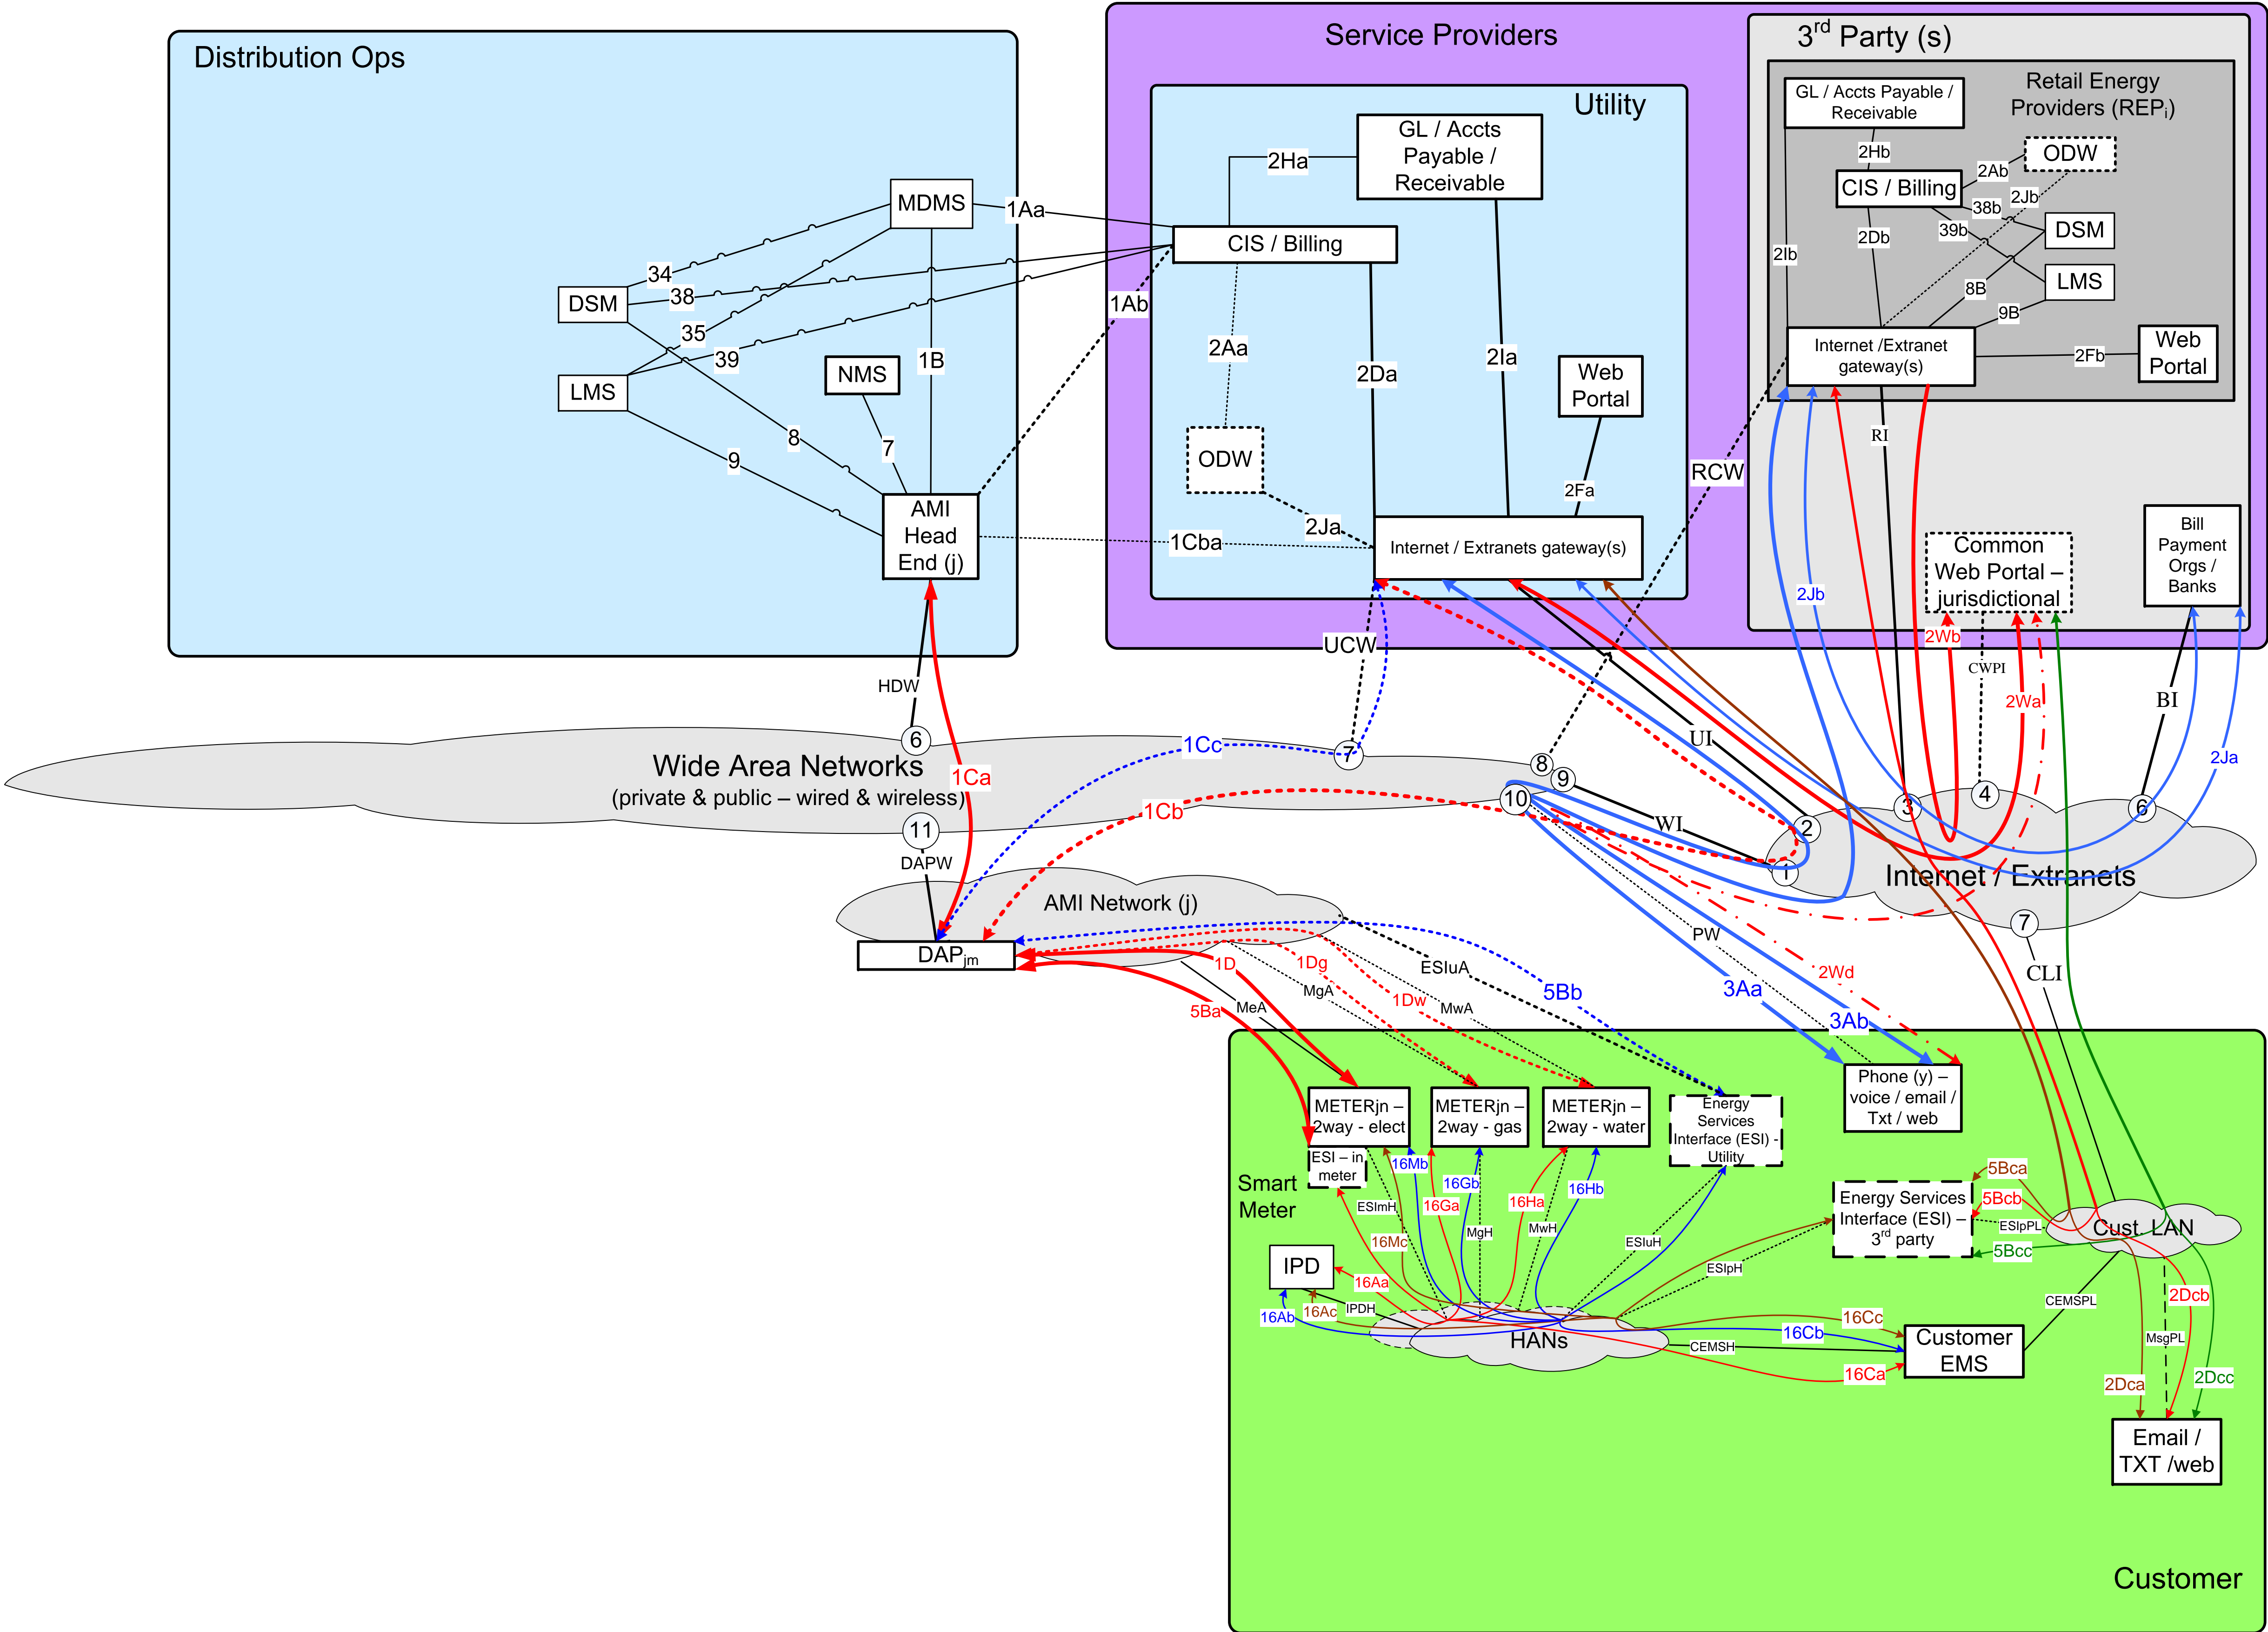 Distribution Ops
MDMS
1Aa
34
DSM
38
35
39
1B
LMS
NMS
7
8
9
1Ab
AMI
Head
End (j)
1Cba
Service Providers
Utility
GL / Accts
Payable /
Receivable
2Ha
CIS / Billing
2Aa
2Da
2Ia
Web
Portal
ODW
2Fa
2Ja
Internet / Extranets gateway(s)
RCW
UCW
3rd Party (s)
Retail Energy
Providers (REPi)
GL / Accts Payable /
Receivable
2Hb
ODW
2Ab
CIS / Billing
2Jb
38b
39b
DSM
2Db
2Ib
LMS
8B
9B
Internet /Extranet
gateway(s)
2Fb
Web
Portal
RI
Bill
Payment
Orgs /
Banks
Common
Web Portal –
jurisdictional
2Jb
2Wb
CWPI
2Wa
BI
2Ja
HDW
6
Wide Area Networks
(private & public – wired & wireless)
1Ca
1Cc
7
8
9
10
1Cb
UI
WI
11
DAPW
1
2
3
4
6
Internet / Extranets
7
CLI
AMI Network (j)
DAPjm
1D
5Ba
MeA
1Dg
MgA
1Dw
MwA
ESIuA
5Bb
PW
3Aa
3Ab
2Wd
METERjn –
2way - elect
METERjn –
2way - gas
METERjn –
2way - water
Energy
Services
Interface (ESI) -
Utility
Phone (y) –
voice / email /
Txt / web
ESI – in
meter
Smart
Meter
16Mb
16Gb
16Ga
16Ha
16Hb
ESImH
16Mc
MgH
MwH
ESIuH
ESIpH
Energy Services
Interface (ESI) –
3rd party
5Bca
5Bcb
ESIpPL
5Bcc
Cust. LAN
IPD
16Aa
16Ab
16Ac
IPDH
HANs
16Cc
16Cb
CEMSH
16Ca
Customer
EMS
CEMSPL
2Dcb
MsgPL
2Dca
2Dcc
Email /
TXT /web
Customer